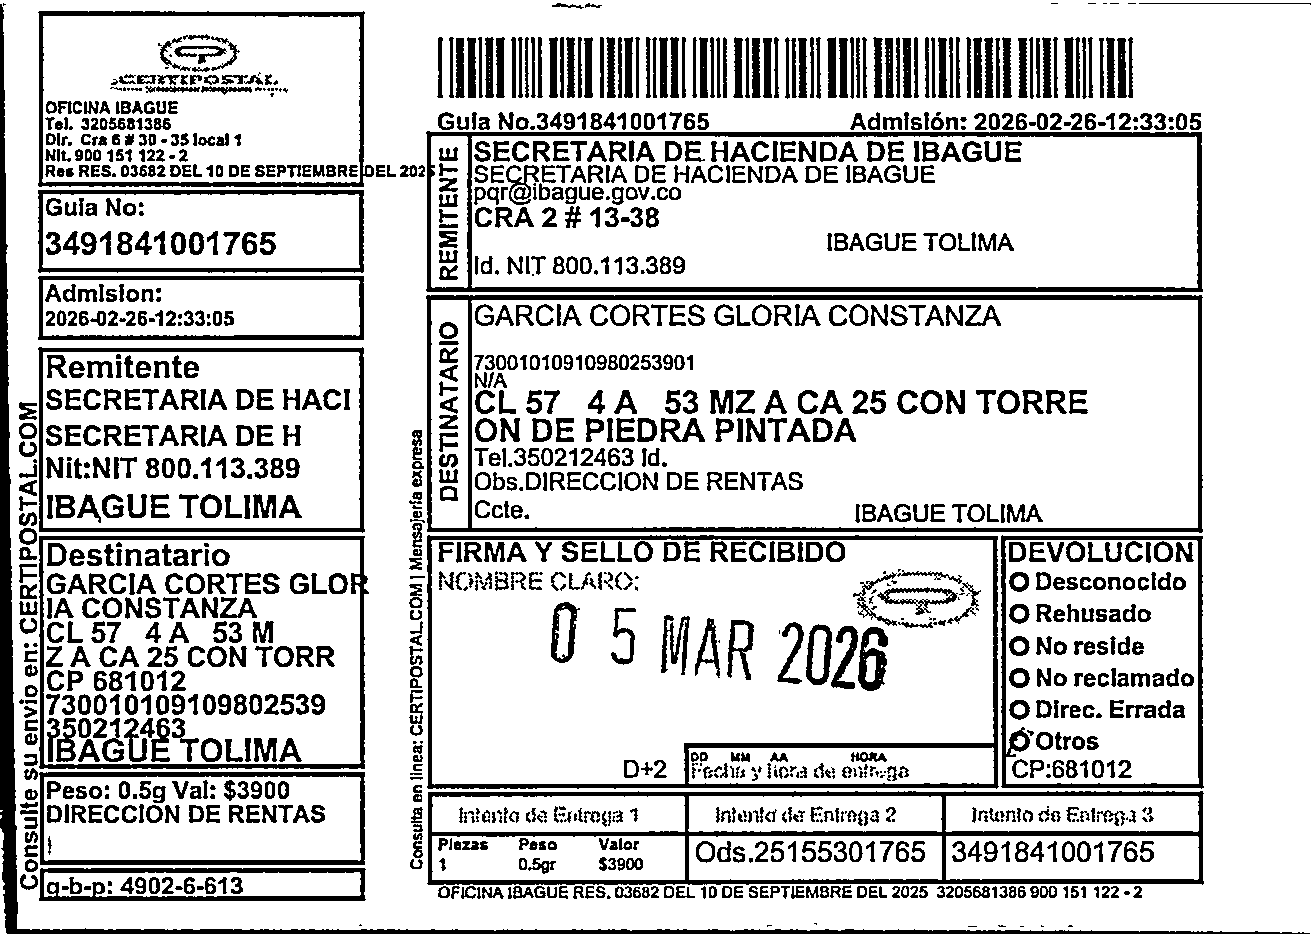 CERTIPOSTAL
OFICINA IBAGUE
Tel. 3205681386
Dir. Cra 6 # 30 - 35 local 1
Nit. 900 151 122 - 2
Res RES. 03682 DEL 10 DE SEPTIEMBRE DEL 2025
Guia No:
3491841001765
Admision:
2026-02-26-12:33:05
Remitente
SECRETARIA DE HACI
SECRETARIA DE H
Nit:NIT 800.113.389
IBAGUE TOLIMA
Destinatario
GARCIA CORTES GLOR
IA CONSTANZA
CL 57 4 A 53 M
Z A CA 25 CON TORR
CP 681012
730010109109802539
350212463
IBAGUE TOLIMA
Peso: 0.5g Val: $3900
DIRECCION DE RENTAS
g-b-p: 4902-6-613
Consulte su envio en: CERTIPOSTAL.COM
Guia No.3491841001765 Admisión: 2026-02-26-12:33:05
REMITENTE
SECRETARIA DE HACIENDA DE IBAGUE
SECRETARIA DE HACIENDA DE IBAGUE
pqr@ibague.gov.co
CRA 2 # 13-38
IBAGUE TOLIMA
Id. NIT 800.113.389
DESTINATARIO
GARCIA CORTES GLORIA CONSTANZA
73001010910980253901
N/A
CL 57 4 A 53 MZ A CA 25 CON TORRE
ON DE PIEDRA PINTADA
Tel.350212463 Id.
Obs.DIRECCION DE RENTAS
Ccte. IBAGUE TOLIMA
Consulta en linea: CERTIPOSTAL.COM | Mensajería expresa
FIRMA Y SELLO DE RECIBIDO
NOMBRE CLARO:
05 MAR 2026
D+2
DD MM AA HORA
Fecha y hora de entrega
DEVOLUCION
Desconocido
Rehusado
No reside
No reclamado
Direc. Errada
Otros
CP:681012
Intento de Entrega 1 Intento de Entrega 2 Intento de Entrega 3
Piezas Peso Valor
1 0.5gr $3900
Ods.25155301765 3491841001765
OFICINA IBAGUE RES. 03682 DEL 10 DE SEPTIEMBRE DEL 2025 3205681386 900 151 122 - 2